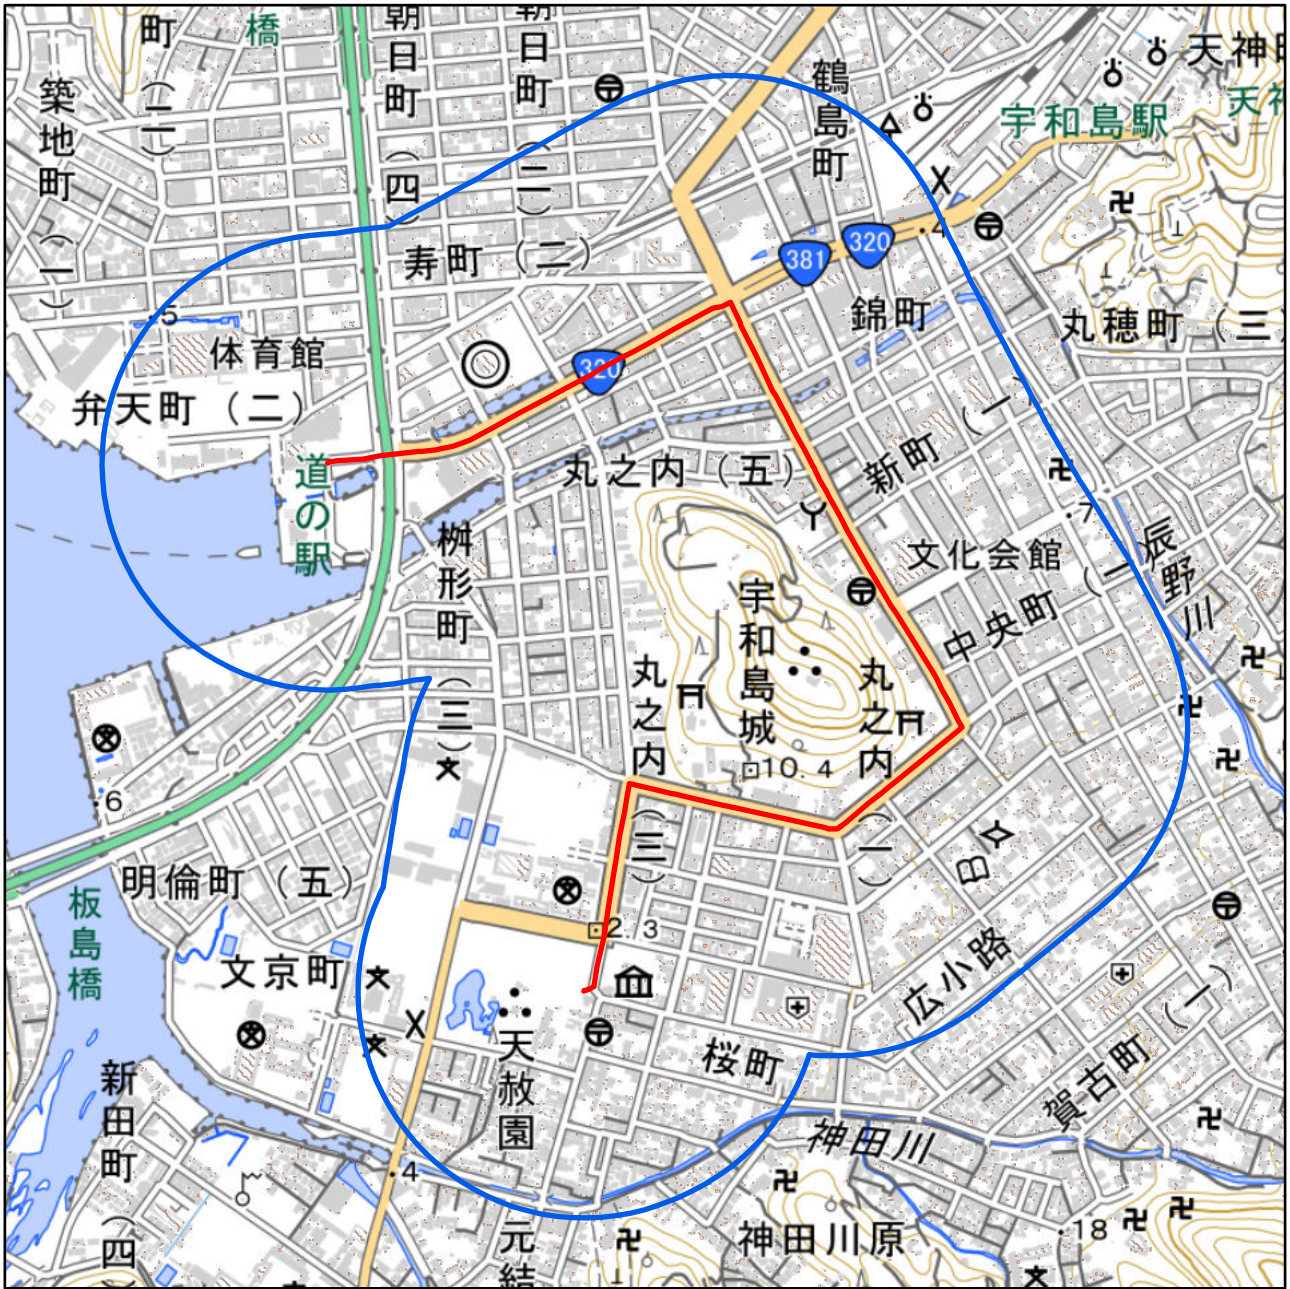 橋
町(二)
築地町(一)
朝日町(四)
朝日町(二)
鶴島町
天神町
宇和島駅
寿町(二)
381
320
・4
・5
体育館
320
錦町
丸穂町(三
弁天町(二)
道の駅
丸之内(五)
新町(一)
・7
文化会館
辰野川
桝形町(三)
宇和島城
中央町(一)
丸之内(三)
丸之内(一)
10.4
・6
明倫町(五)
板島橋
2.3
文京町
広小路
天赦園
桜町
賀古町(一)
新田町(四)
神田川
・4
元結
神田川原
・18